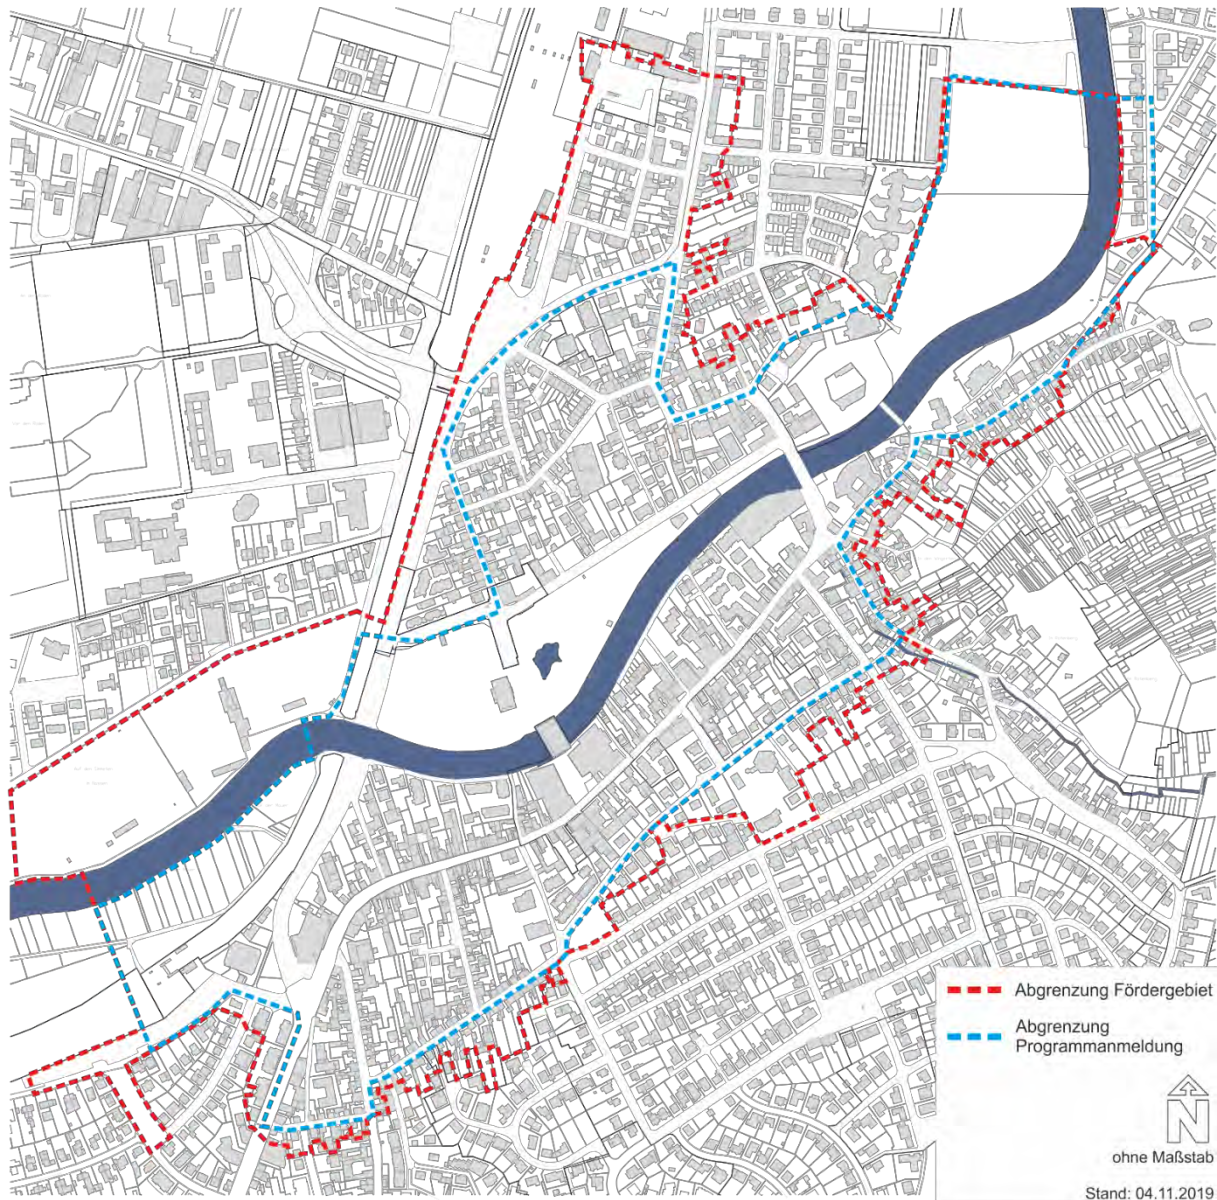 Abgrenzung Fördergebiet
Abgrenzung
Programmanmeldung
N
ohne Maßstab
Stand: 04.11.2019